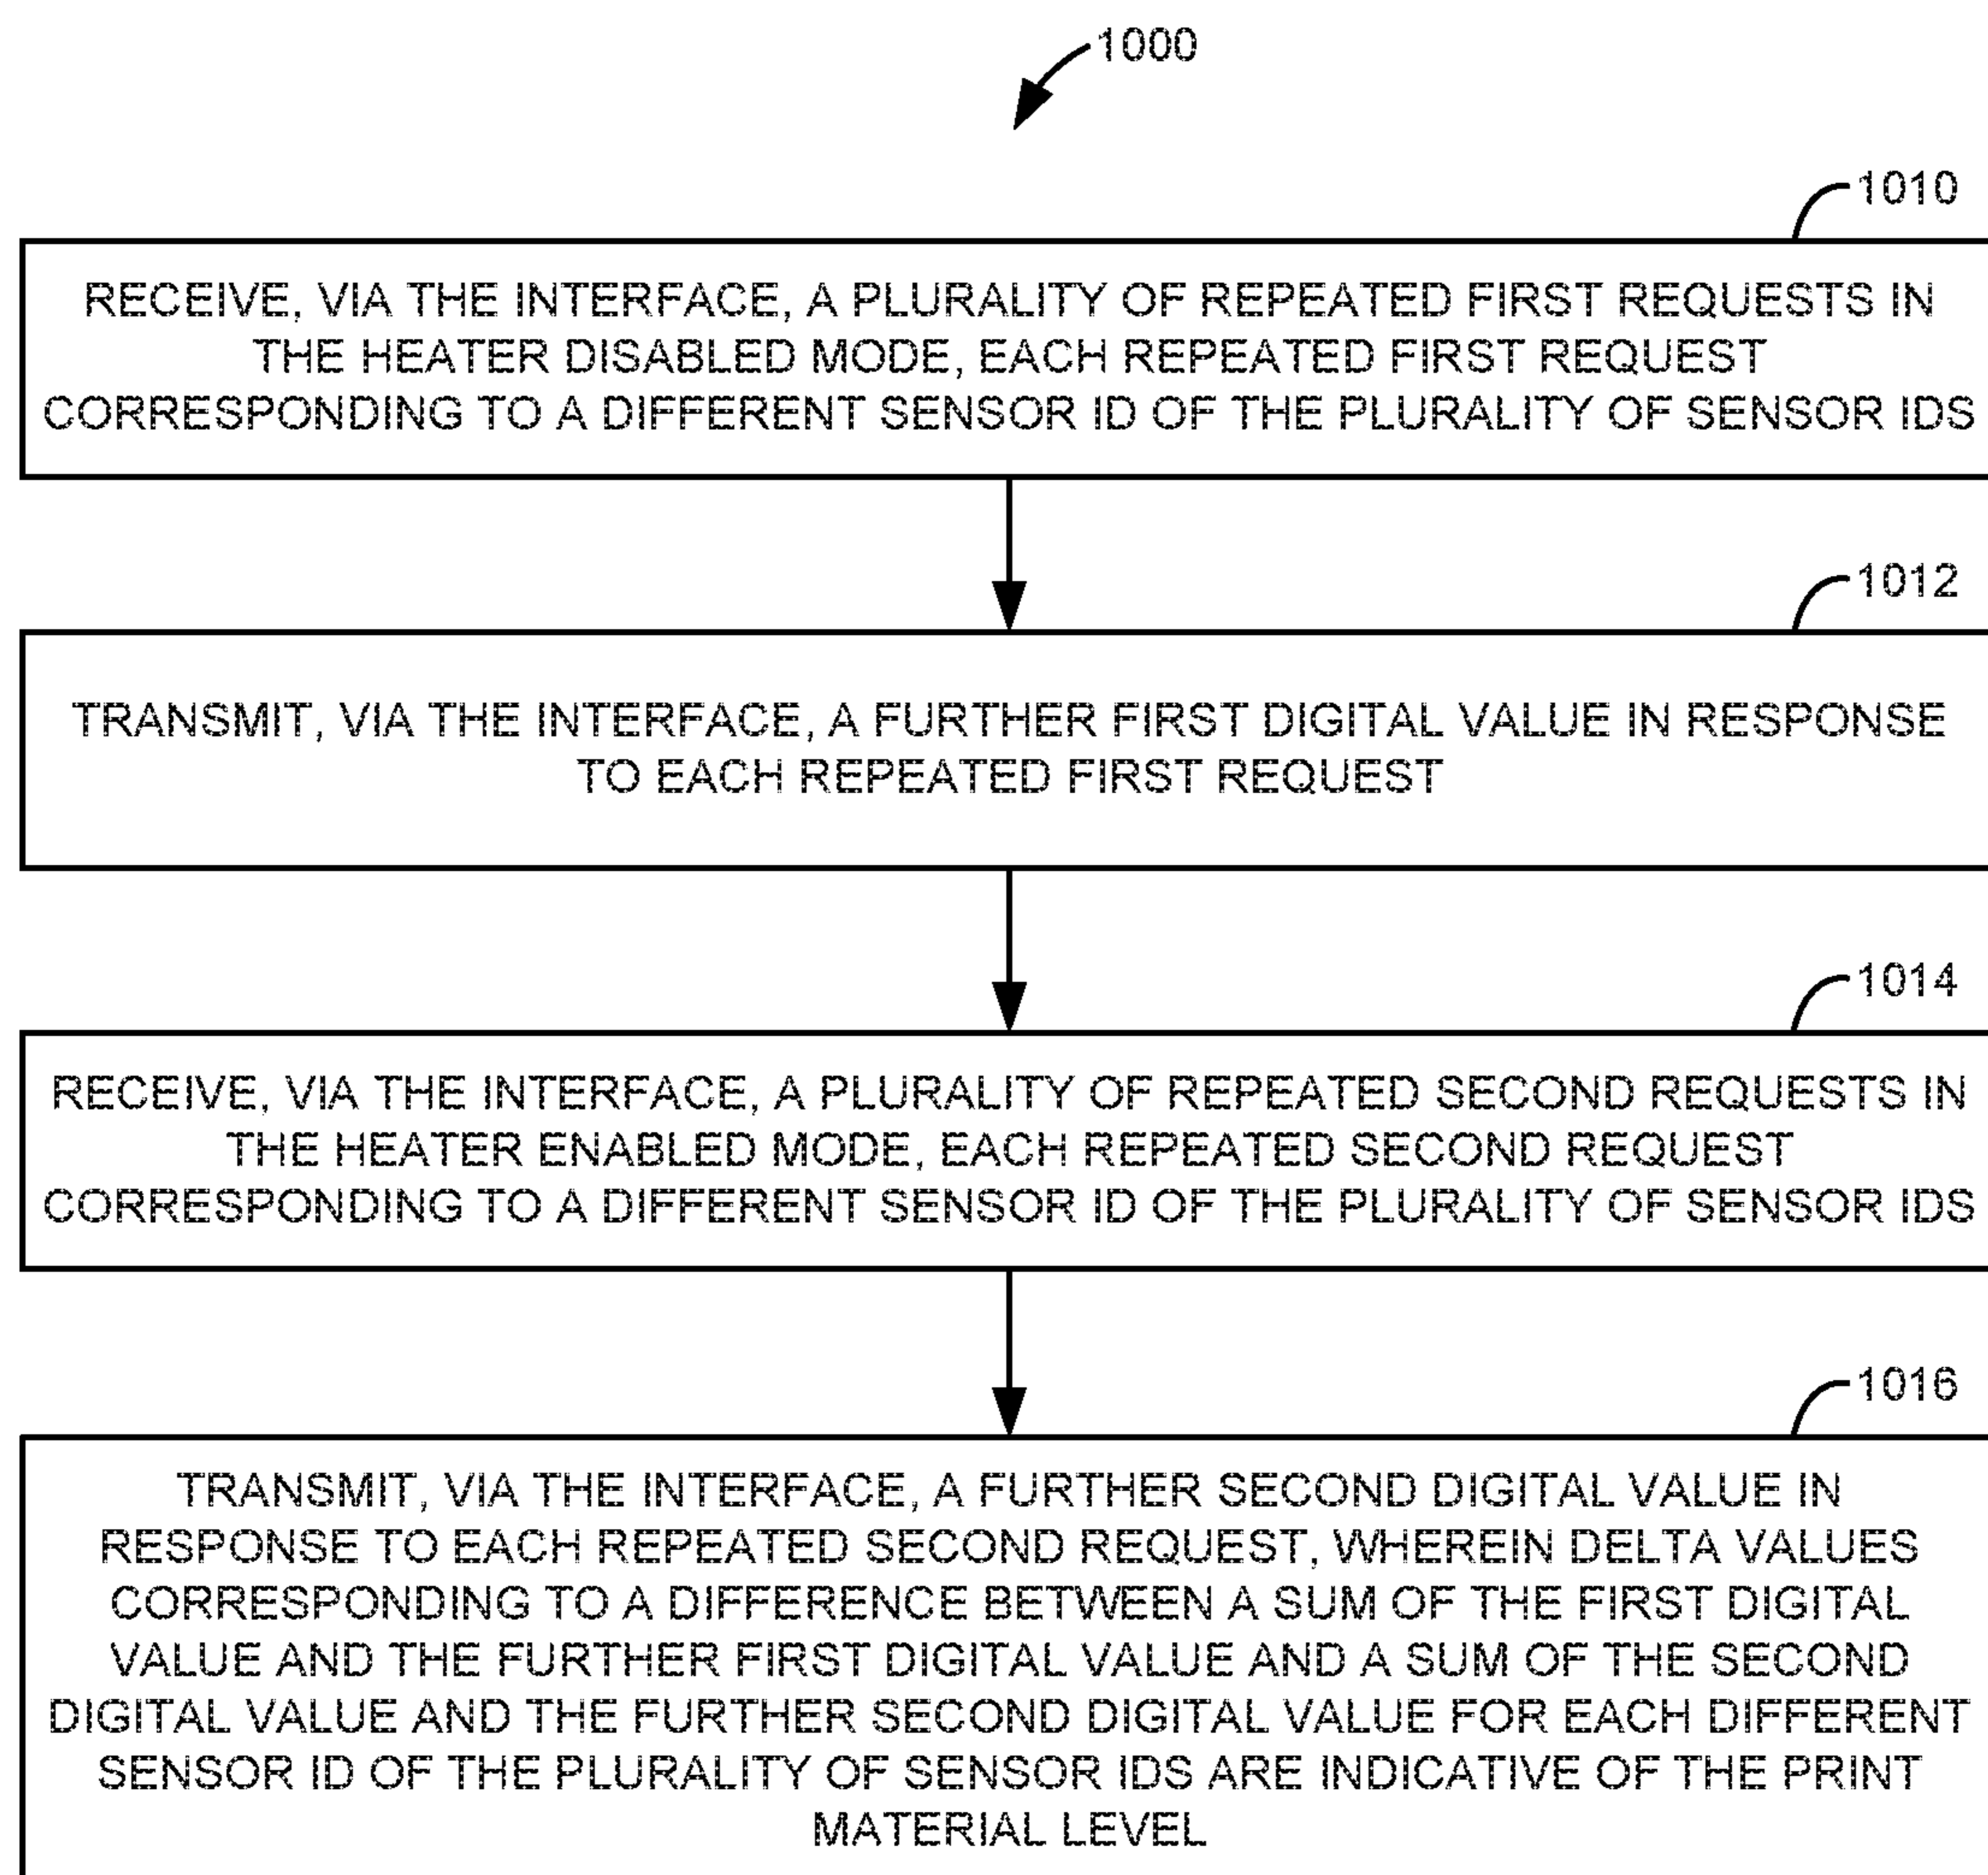 1000
1010
RECEIVE, VIA THE INTERFACE, A PLURALITY OF REPEATED FIRST REQUESTS IN
THE HEATER DISABLED MODE, EACH REPEATED FIRST REQUEST
CORRESPONDING TO A DIFFERENT SENSOR ID OF THE PLURALITY OF SENSOR IDS
1012
TRANSMIT, VIA THE INTERFACE, A FURTHER FIRST DIGITAL VALUE IN RESPONSE
TO EACH REPEATED FIRST REQUEST
1014
RECEIVE, VIA THE INTERFACE, A PLURALITY OF REPEATED SECOND REQUESTS IN
THE HEATER ENABLED MODE, EACH REPEATED SECOND REQUEST
CORRESPONDING TO A DIFFERENT SENSOR ID OF THE PLURALITY OF SENSOR IDS
1016
TRANSMIT, VIA THE INTERFACE, A FURTHER SECOND DIGITAL VALUE IN
RESPONSE TO EACH REPEATED SECOND REQUEST, WHEREIN DELTA VALUES
CORRESPONDING TO A DIFFERENCE BETWEEN A SUM OF THE FIRST DIGITAL
VALUE AND THE FURTHER FIRST DIGITAL VALUE AND A SUM OF THE SECOND
DIGITAL VALUE AND THE FURTHER SECOND DIGITAL VALUE FOR EACH DIFFERENT
SENSOR ID OF THE PLURALITY OF SENSOR IDS ARE INDICATIVE OF THE PRINT
MATERIAL LEVEL